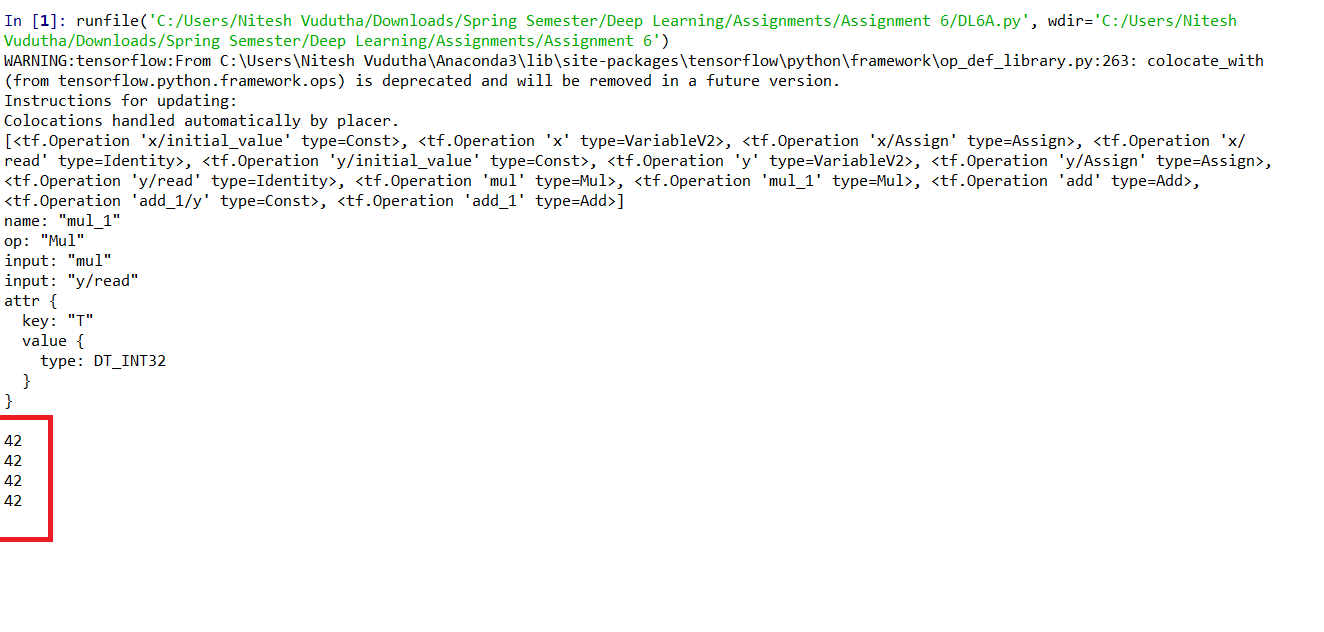 In [1]: runfile('C:/Users/Nitesh Vudutha/Downloads/Spring Semester/Deep Learning/Assignments/Assignment 6/DL6A.py', wdir='C:/Users/Nitesh
Vudutha/Downloads/Spring Semester/Deep Learning/Assignments/Assignment 6')
WARNING:tensorflow:From C:\Users\Nitesh Vudutha\Anaconda3\lib\site-packages\tensorflow\python\framework\op_def_library.py:263: colocate_with
(from tensorflow.python.framework.ops) is deprecated and will be removed in a future version.
Instructions for updating:
Colocations handled automatically by placer.
[<tf.Operation 'x/initial_value' type=Const>, <tf.Operation 'x' type=VariableV2>, <tf.Operation 'x/Assign' type=Assign>, <tf.Operation 'x/
read' type=Identity>, <tf.Operation 'y/initial_value' type=Const>, <tf.Operation 'y' type=VariableV2>, <tf.Operation 'y/Assign' type=Assign>,
<tf.Operation 'y/read' type=Identity>, <tf.Operation 'mul' type=Mul>, <tf.Operation 'mul_1' type=Mul>, <tf.Operation 'add' type=Add>,
<tf.Operation 'add_1/y' type=Const>, <tf.Operation 'add_1' type=Add>]
name: "mul_1"
op: "Mul"
input: "mul"
input: "y/read"
attr {
  key: "T"
  value {
    type: DT_INT32
  }
}
42
42
42
42